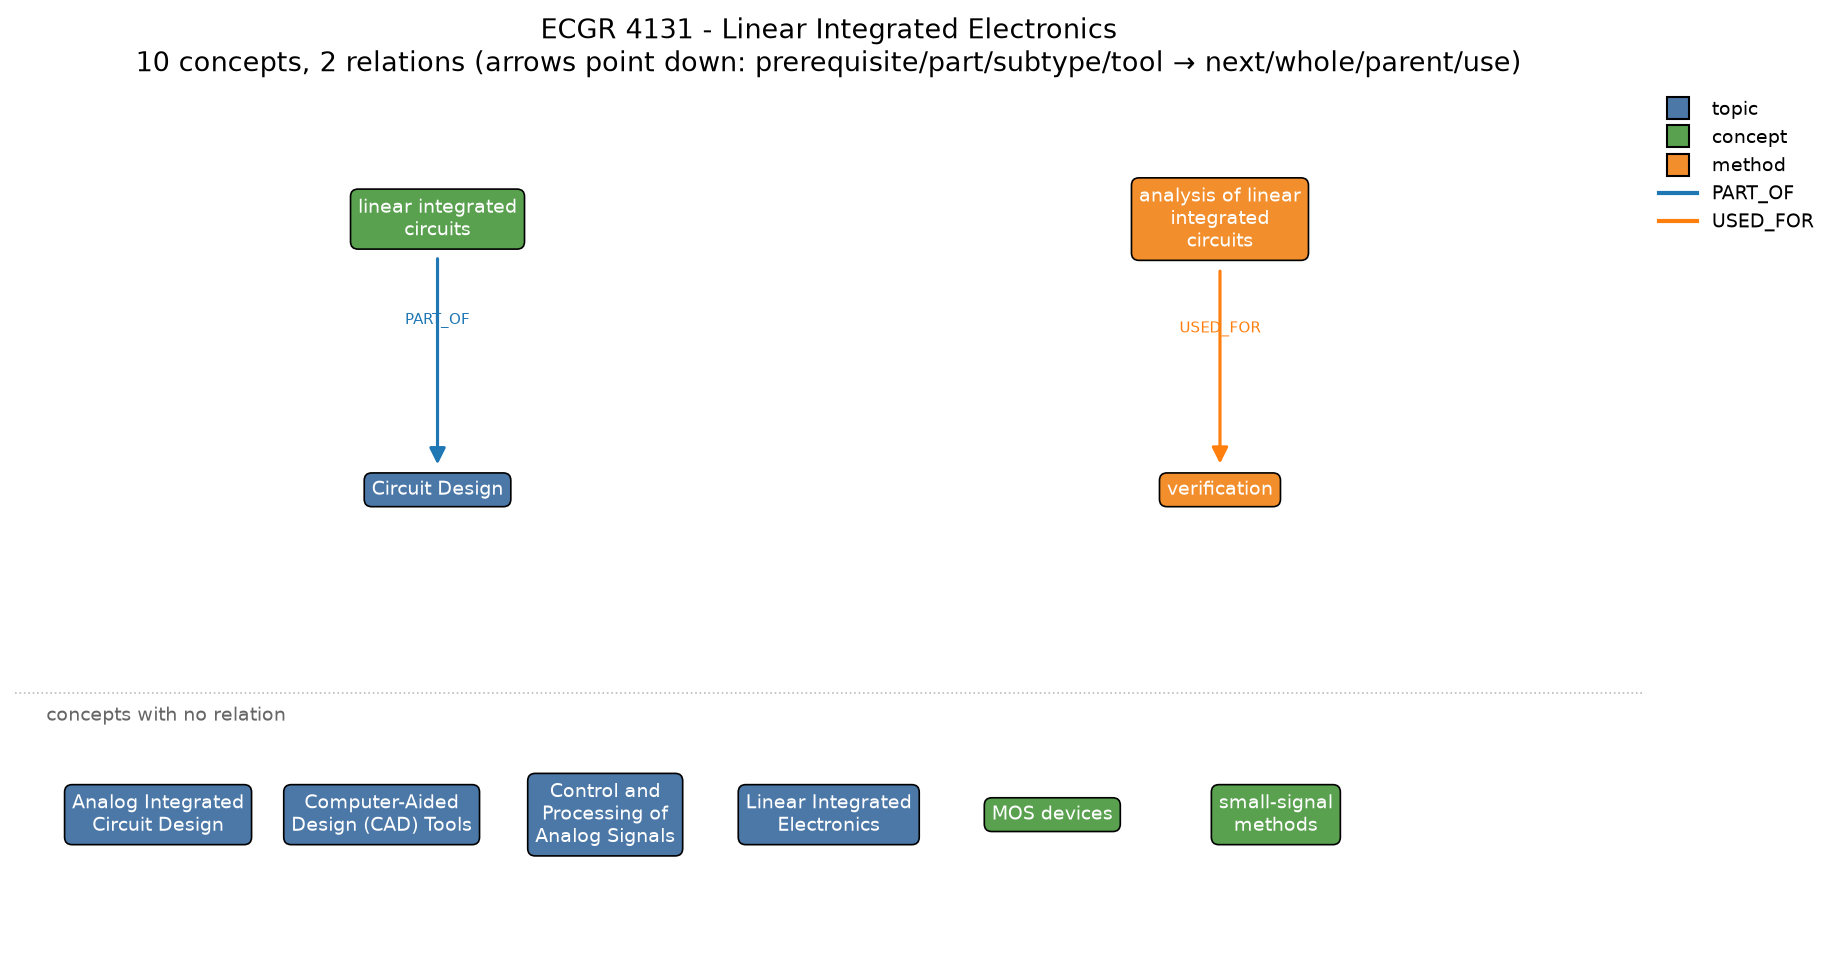 ECGR 4131 - Linear Integrated Electronics
10 concepts, 2 relations (arrows point down: prerequisite/part/subtype/tool → next/whole/parent/use)
topic
concept
method
PART_OF
USED_FOR
linear integrated
circuits
analysis of linear
integrated
circuits
PART_OF
USED_FOR
Circuit Design
verification
concepts with no relation
Analog Integrated
Circuit Design
Computer-Aided
Design (CAD) Tools
Control and
Processing of
Analog Signals
Linear Integrated
Electronics
MOS devices
small-signal
methods